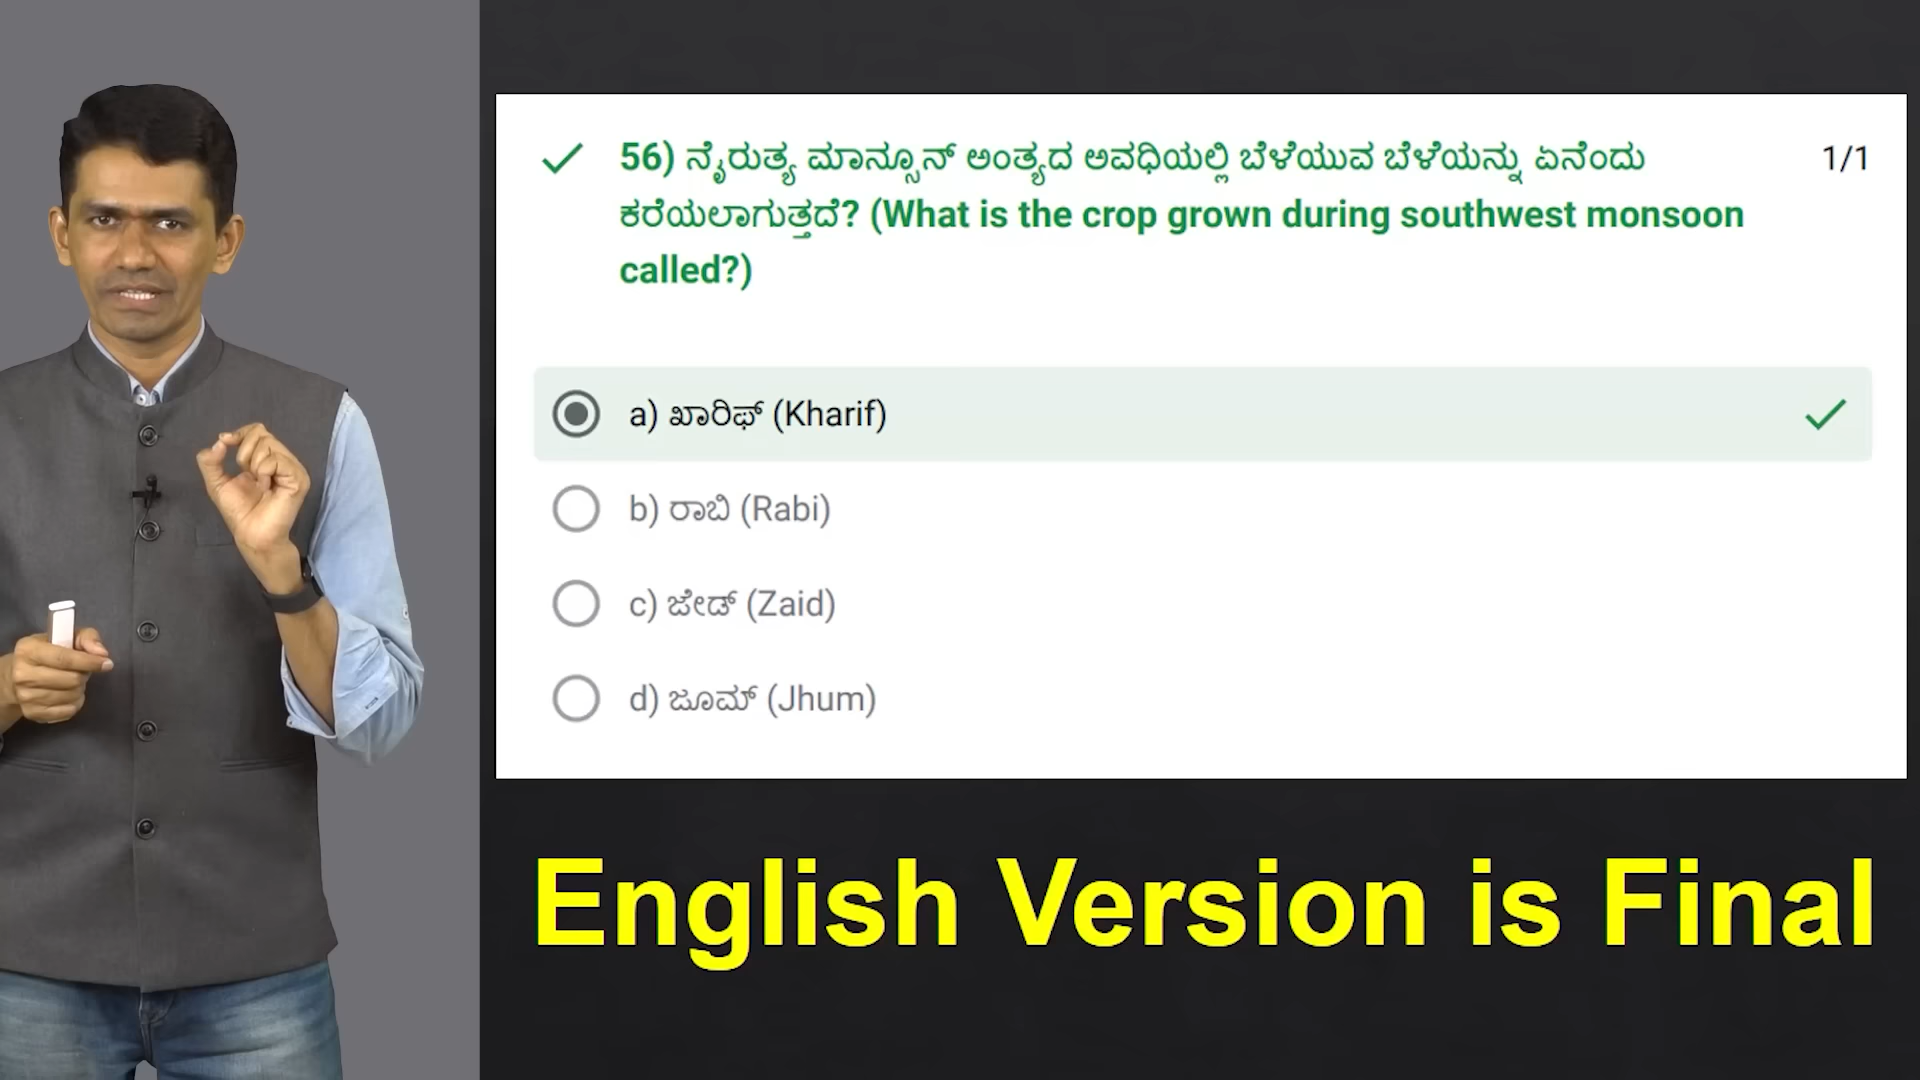 56) ನೈರುತ್ಯ ಮಾನ್ಸೂನ್ ಅಂತ್ಯದ ಅವಧಿಯಲ್ಲಿ ಬೆಳೆಯುವ ಬೆಳೆಯನ್ನು ಏನೆಂದು 1/1
ಕರೆಯಲಾಗುತ್ತದೆ? (What is the crop grown during southwest monsoon
called?)
a) ಖಾರಿಫ್ (Kharif)
b) ರಾಬಿ (Rabi)
c) ಜೇಡ್ (Zaid)
d) ಜೂಮ್ (Jhum)
English Version is Final